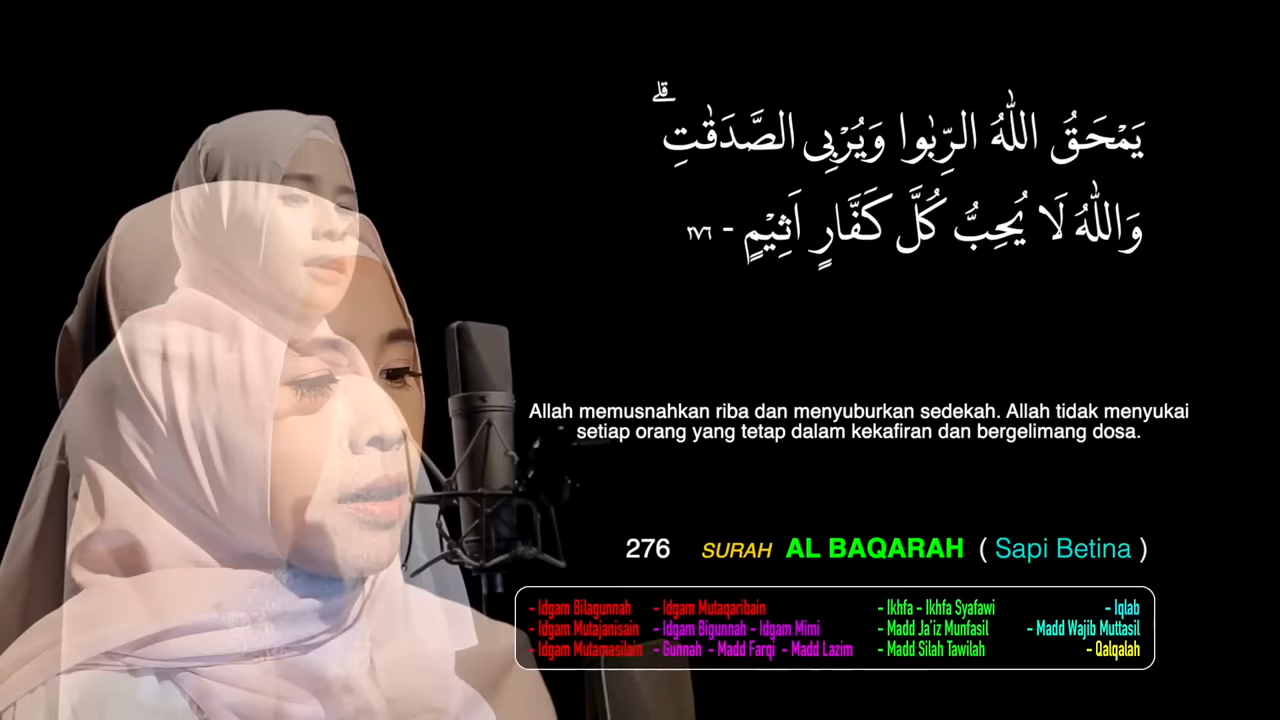 يَمْحَقُ اللّٰهُ الرِّبٰوا وَيُرْبِى الصَّدَقٰتِ ۗ
وَاللّٰهُ لَا يُحِبُّ كُلَّ كَفَّارٍ اَثِيْمٍ - ٢٧٦
Allah memusnahkan riba dan menyuburkan sedekah. Allah tidak menyukai
setiap orang yang tetap dalam kekafiran dan bergelimang dosa.
276 SURAH AL BAQARAH ( Sapi Betina )
- Idgam Bilagunnah - Idgam Mutaqaribain - Ikhfa - Ikhfa Syafawi - Iqlab
- Idgam Mutajanisain - Idgam Bigunnah - Idgam Mimi - Madd Ja'iz Munfasil - Madd Wajib Muttasil
- Idgam Mutamasilain - Gunnah - Madd Farqi - Madd Lazim - Madd Silah Tawilah - Qalqalah